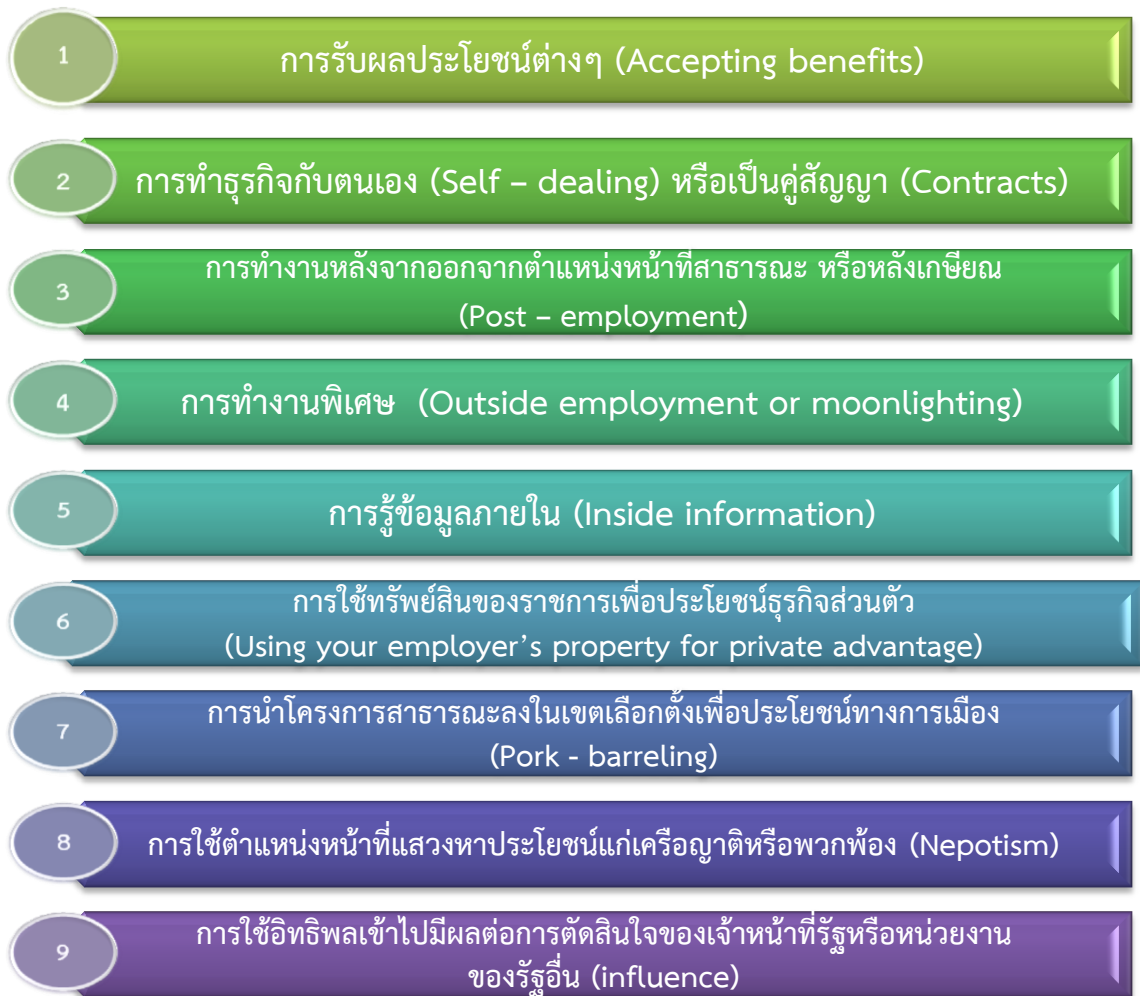 1
การรับผลประโยชน์ต่างๆ (Accepting benefits)
2
การทำธุรกิจกับตนเอง (Self – dealing) หรือเป็นคู่สัญญา (Contracts)
3
การทำงานหลังจากออกจากตำแหน่งหน้าที่สาธารณะ หรือหลังเกษียณ
(Post – employment)
4
การทำงานพิเศษ (Outside employment or moonlighting)
5
การรู้ข้อมูลภายใน (Inside information)
6
การใช้ทรัพย์สินของราชการเพื่อประโยชน์ธุรกิจส่วนตัว
(Using your employer’s property for private advantage)
7
การนำโครงการสาธารณะลงในเขตเลือกตั้งเพื่อประโยชน์ทางการเมือง
(Pork - barreling)
8
การใช้ตำแหน่งหน้าที่แสวงหาประโยชน์แก่เครือญาติหรือพวกพ้อง (Nepotism)
9
การใช้อิทธิพลเข้าไปมีผลต่อการตัดสินใจของเจ้าหน้าที่รัฐหรือหน่วยงาน
ของรัฐอื่น (influence)